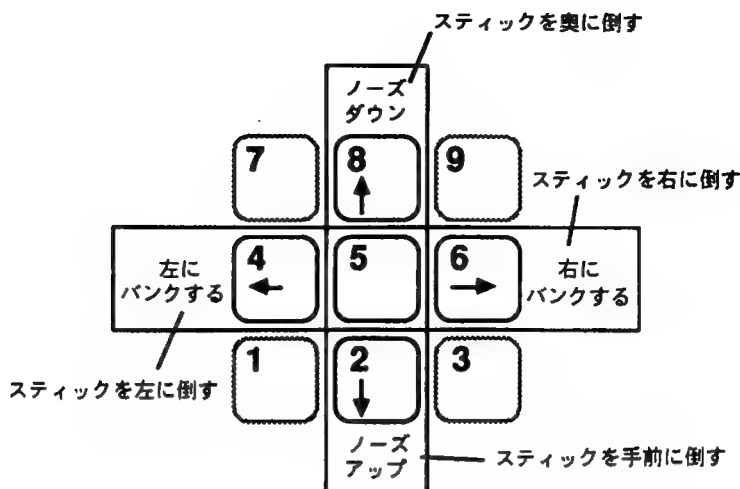 スティックを奥に倒す
ノーズ
ダウン
7
8
9
スティックを右に倒す
左に
バンクする
4
5
6
右に
バンクする
1
2
3
スティックを左に倒す
ノーズ
アップ
スティックを手前に倒す